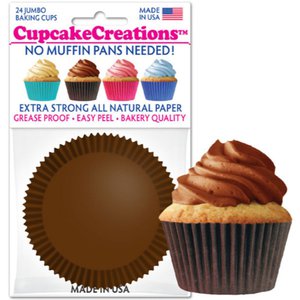 24 JUMBO
BAKING CUPS
MADE IN
USA
CupcakeCreations™
NO MUFFIN PANS NEEDED!
EXTRA STRONG ALL NATURAL PAPER
GREASE PROOF • EASY PEEL • BAKERY QUALITY
MADE IN USA